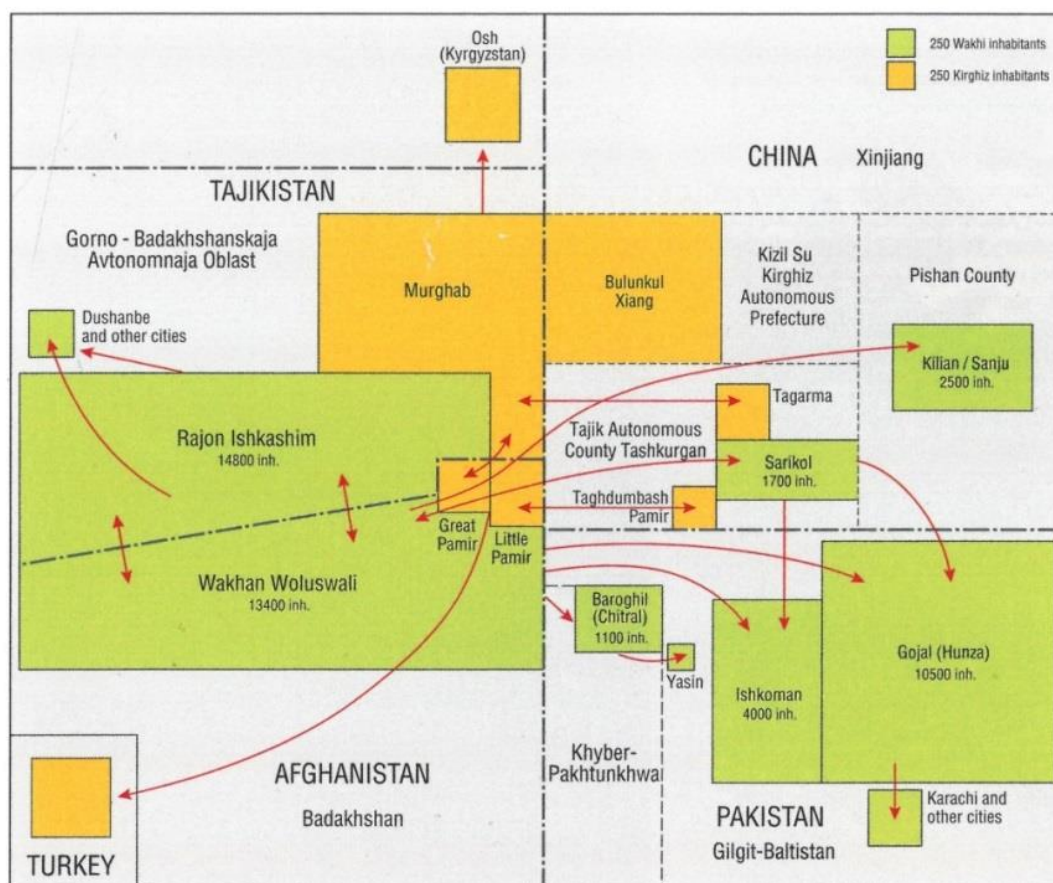 Osh
(Kyrgyzstan)
250 Wakhi inhabitants
250 Kirghiz inhabitants
CHINA Xinjiang
TAJIKISTAN
Gorno - Badakhshanskaja
Avtonomnaja Oblast
Murghab
Bulunkul
Xiang
Kizil Su
Kirghiz
Autonomous
Prefecture
Pishan County
Dushanbe
and other cities
Kilian / Sanju
2500 inh.
Rajon Ishkashim
14800 inh.
Tagarma
Tajik Autonomous
County Tashkurgan
Sarikol
1700 inh.
Taghdumbash
Pamir
Great
Pamir
Little
Pamir
Wakhan Woluswali
13400 inh.
Baroghil
(Chitral)
1100 inh.
Yasin
Ishkoman
4000 inh.
Gojal (Hunza)
10500 inh.
Khyber-
Pakhtunkhwa
AFGHANISTAN
Badakhshan
PAKISTAN
Gilgit-Baltistan
Karachi and
other cities
TURKEY